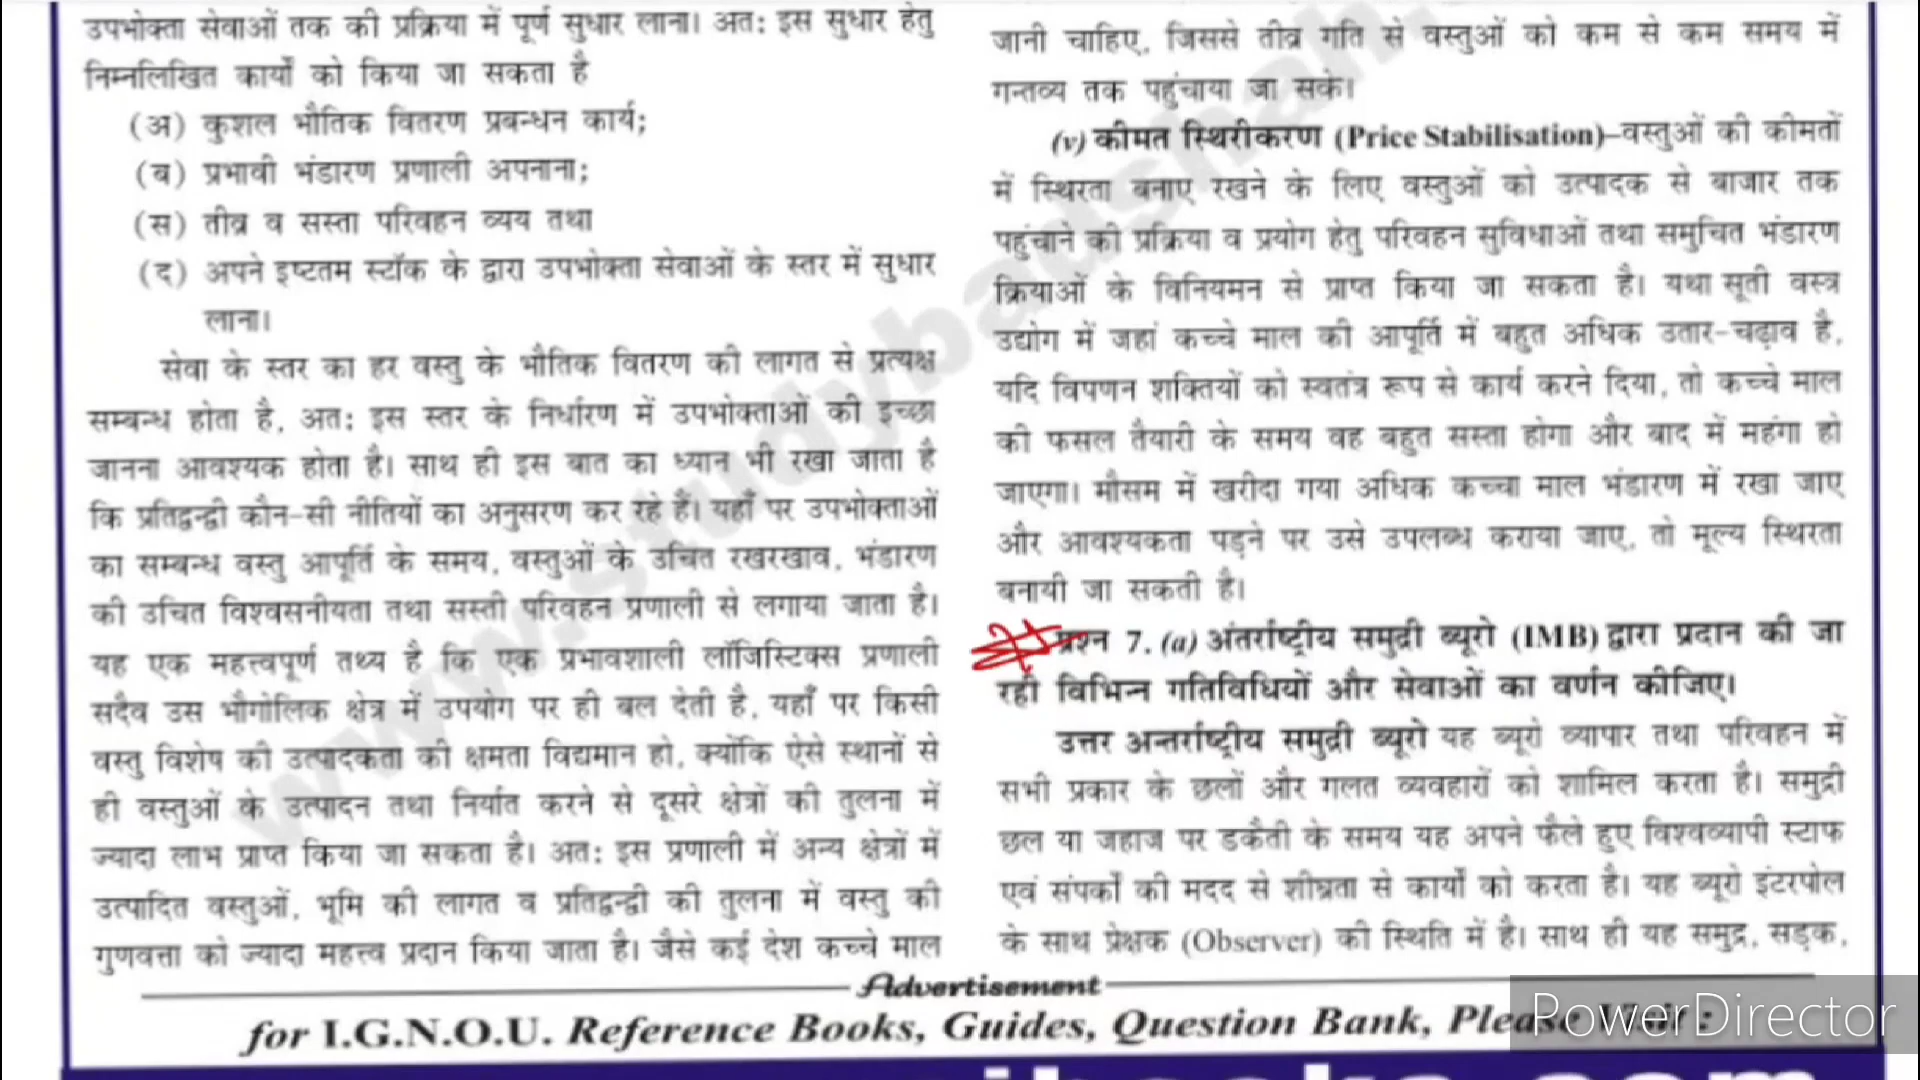 उपभोक्ता सेवाओं तक की प्रक्रिया में पूर्ण सुधार लाना। अतः इस सुधार हेतु
निम्नलिखित कार्यों को किया जा सकता है
(अ) कुशल भौतिक वितरण प्रबन्धन कार्य;
(ब) प्रभावी भंडारण प्रणाली अपनाना;
(स) तीव्र व सस्ता परिवहन व्यय तथा
(द) अपने इष्टतम स्टॉक के द्वारा उपभोक्ता सेवाओं के स्तर में सुधार
लाना।
सेवा के स्तर का हर वस्तु के भौतिक वितरण की लागत से प्रत्यक्ष
सम्बन्ध होता है, अतः इस स्तर के निर्धारण में उपभोक्ताओं की इच्छा
जानना आवश्यक होता है। साथ ही इस बात का ध्यान भी रखा जाता है
कि प्रतिद्वन्द्वी कौन-सी नीतियों का अनुसरण कर रहे हैं। यहाँ पर उपभोक्ताओं
का सम्बन्ध वस्तु आपूर्ति के समय, वस्तुओं के उचित रखरखाव, भंडारण
की उचित विश्वसनीयता तथा सस्ती परिवहन प्रणाली से लगाया जाता है।
यह एक महत्त्वपूर्ण तथ्य है कि एक प्रभावशाली लॉजिस्टिक्स प्रणाली
सदैव उस भौगोलिक क्षेत्र में उपयोग पर ही बल देती है, यहाँ पर किसी
वस्तु विशेष की उत्पादकता की क्षमता विद्यमान हो, क्योंकि ऐसे स्थानों से
ही वस्तुओं के उत्पादन तथा निर्यात करने से दूसरे क्षेत्रों की तुलना में
ज्यादा लाभ प्राप्त किया जा सकता है। अतः इस प्रणाली में अन्य क्षेत्रों में
उत्पादित वस्तुओं, भूमि की लागत व प्रतिद्वन्द्वी की तुलना में वस्तु की
गुणवत्ता को ज्यादा महत्त्व प्रदान किया जाता है। जैसे कई देश कच्चे माल
जानी चाहिए, जिससे तीव्र गति से वस्तुओं को कम से कम समय में
गन्तव्य तक पहुंचाया जा सके।
(v) कीमत स्थिरीकरण (Price Stabilisation)–वस्तुओं की कीमतों
में स्थिरता बनाए रखने के लिए वस्तुओं को उत्पादक से बाजार तक
पहुंचाने की प्रक्रिया व प्रयोग हेतु परिवहन सुविधाओं तथा समुचित भंडारण
क्रियाओं के विनियमन से प्राप्त किया जा सकता है। यथा सूती वस्त्र
उद्योग में जहां कच्चे माल की आपूर्ति में बहुत अधिक उतार-चढ़ाव है,
यदि विपणन शक्तियों को स्वतंत्र रूप से कार्य करने दिया, तो कच्चे माल
की फसल तैयारी के समय वह बहुत सस्ता होगा और बाद में महंगा हो
जाएगा। मौसम में खरीदा गया अधिक कच्चा माल भंडारण में रखा जाए
और आवश्यकता पड़ने पर उसे उपलब्ध कराया जाए, तो मूल्य स्थिरता
बनायी जा सकती है।
प्रश्न 7. (a) अंतर्राष्ट्रीय समुद्री ब्यूरो (IMB) द्वारा प्रदान की जा
रही विभिन्न गतिविधियों और सेवाओं का वर्णन कीजिए।
उत्तर अन्तर्राष्ट्रीय समुद्री ब्यूरो यह ब्यूरो व्यापार तथा परिवहन में
सभी प्रकार के छलों और गलत व्यवहारों को शामिल करता है। समुद्री
छल या जहाज पर डकैती के समय यह अपने फैले हुए विश्वव्यापी स्टाफ
एवं संपर्कों की मदद से शीघ्रता से कार्यों को करता है। यह ब्यूरो इंटरपोल
के साथ प्रेक्षक (Observer) की स्थिति में है। साथ ही यह समुद्र, सड़क,
Advertisement
for I.G.N.O.U. Reference Books, Guides, Question Bank, Please Visit :
PowerDirector